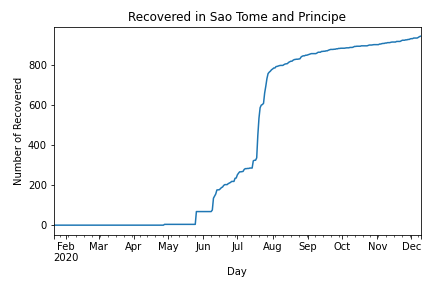 Recovered in Sao Tome and Principe
Number of Recovered
800
600
400
200
0
Feb Mar Apr May Jun Jul Aug Sep Oct Nov Dec
2020
Day